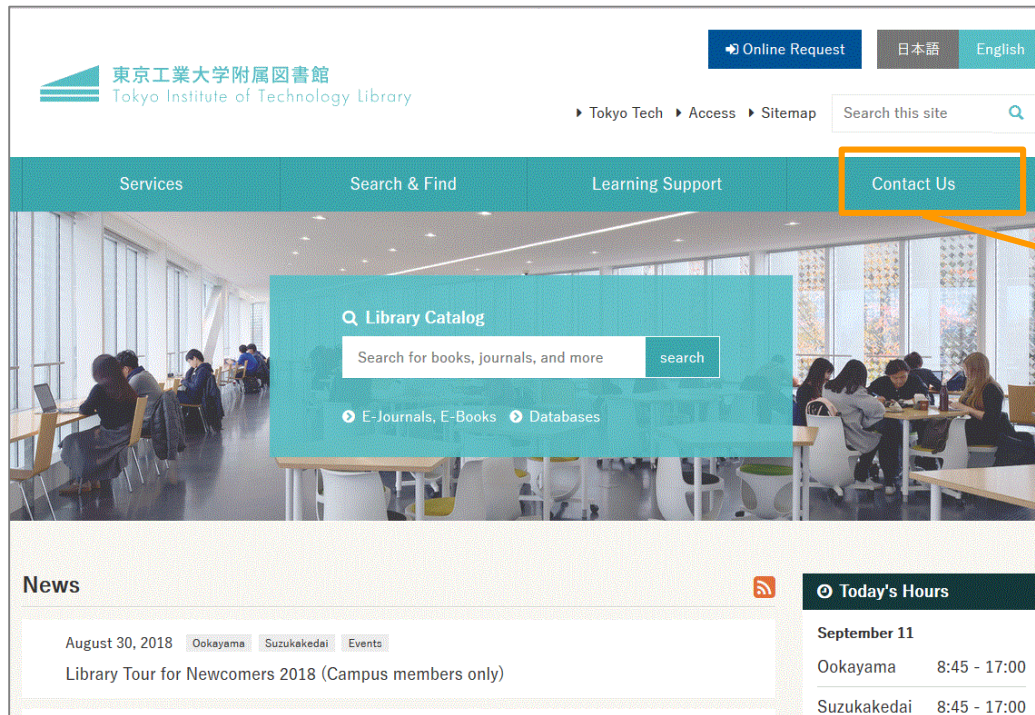 Online Request
日本語
English
東京工業大学附属図書館
Tokyo Institute of Technology Library
Tokyo Tech Access Sitemap
Search this site
Services Search & Find Learning Support Contact Us
Library Catalog
Search for books, journals, and more
search
E-Journals, E-Books Databases
News
August 30, 2018 Ookayama Suzukakedai Events
Library Tour for Newcomers 2018 (Campus members only)
Today's Hours
September 11
Ookayama 8:45 - 17:00
Suzukakedai 8:45 - 17:00